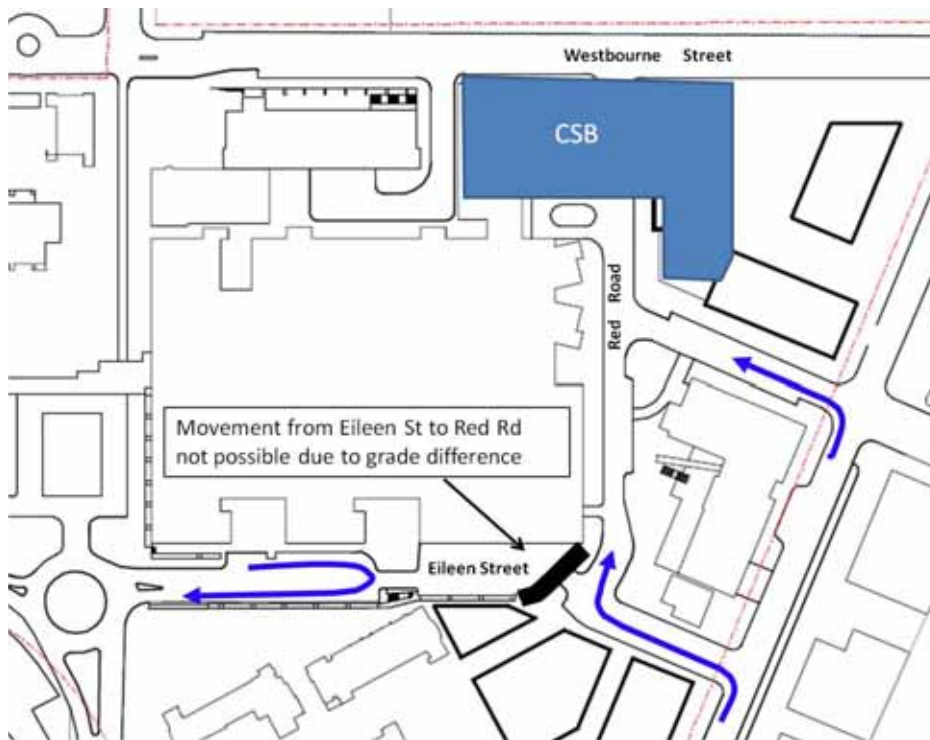 Westbourne Street
CSB
Red Road
Movement from Eileen St to Red Rd
not possible due to grade difference
Eileen Street